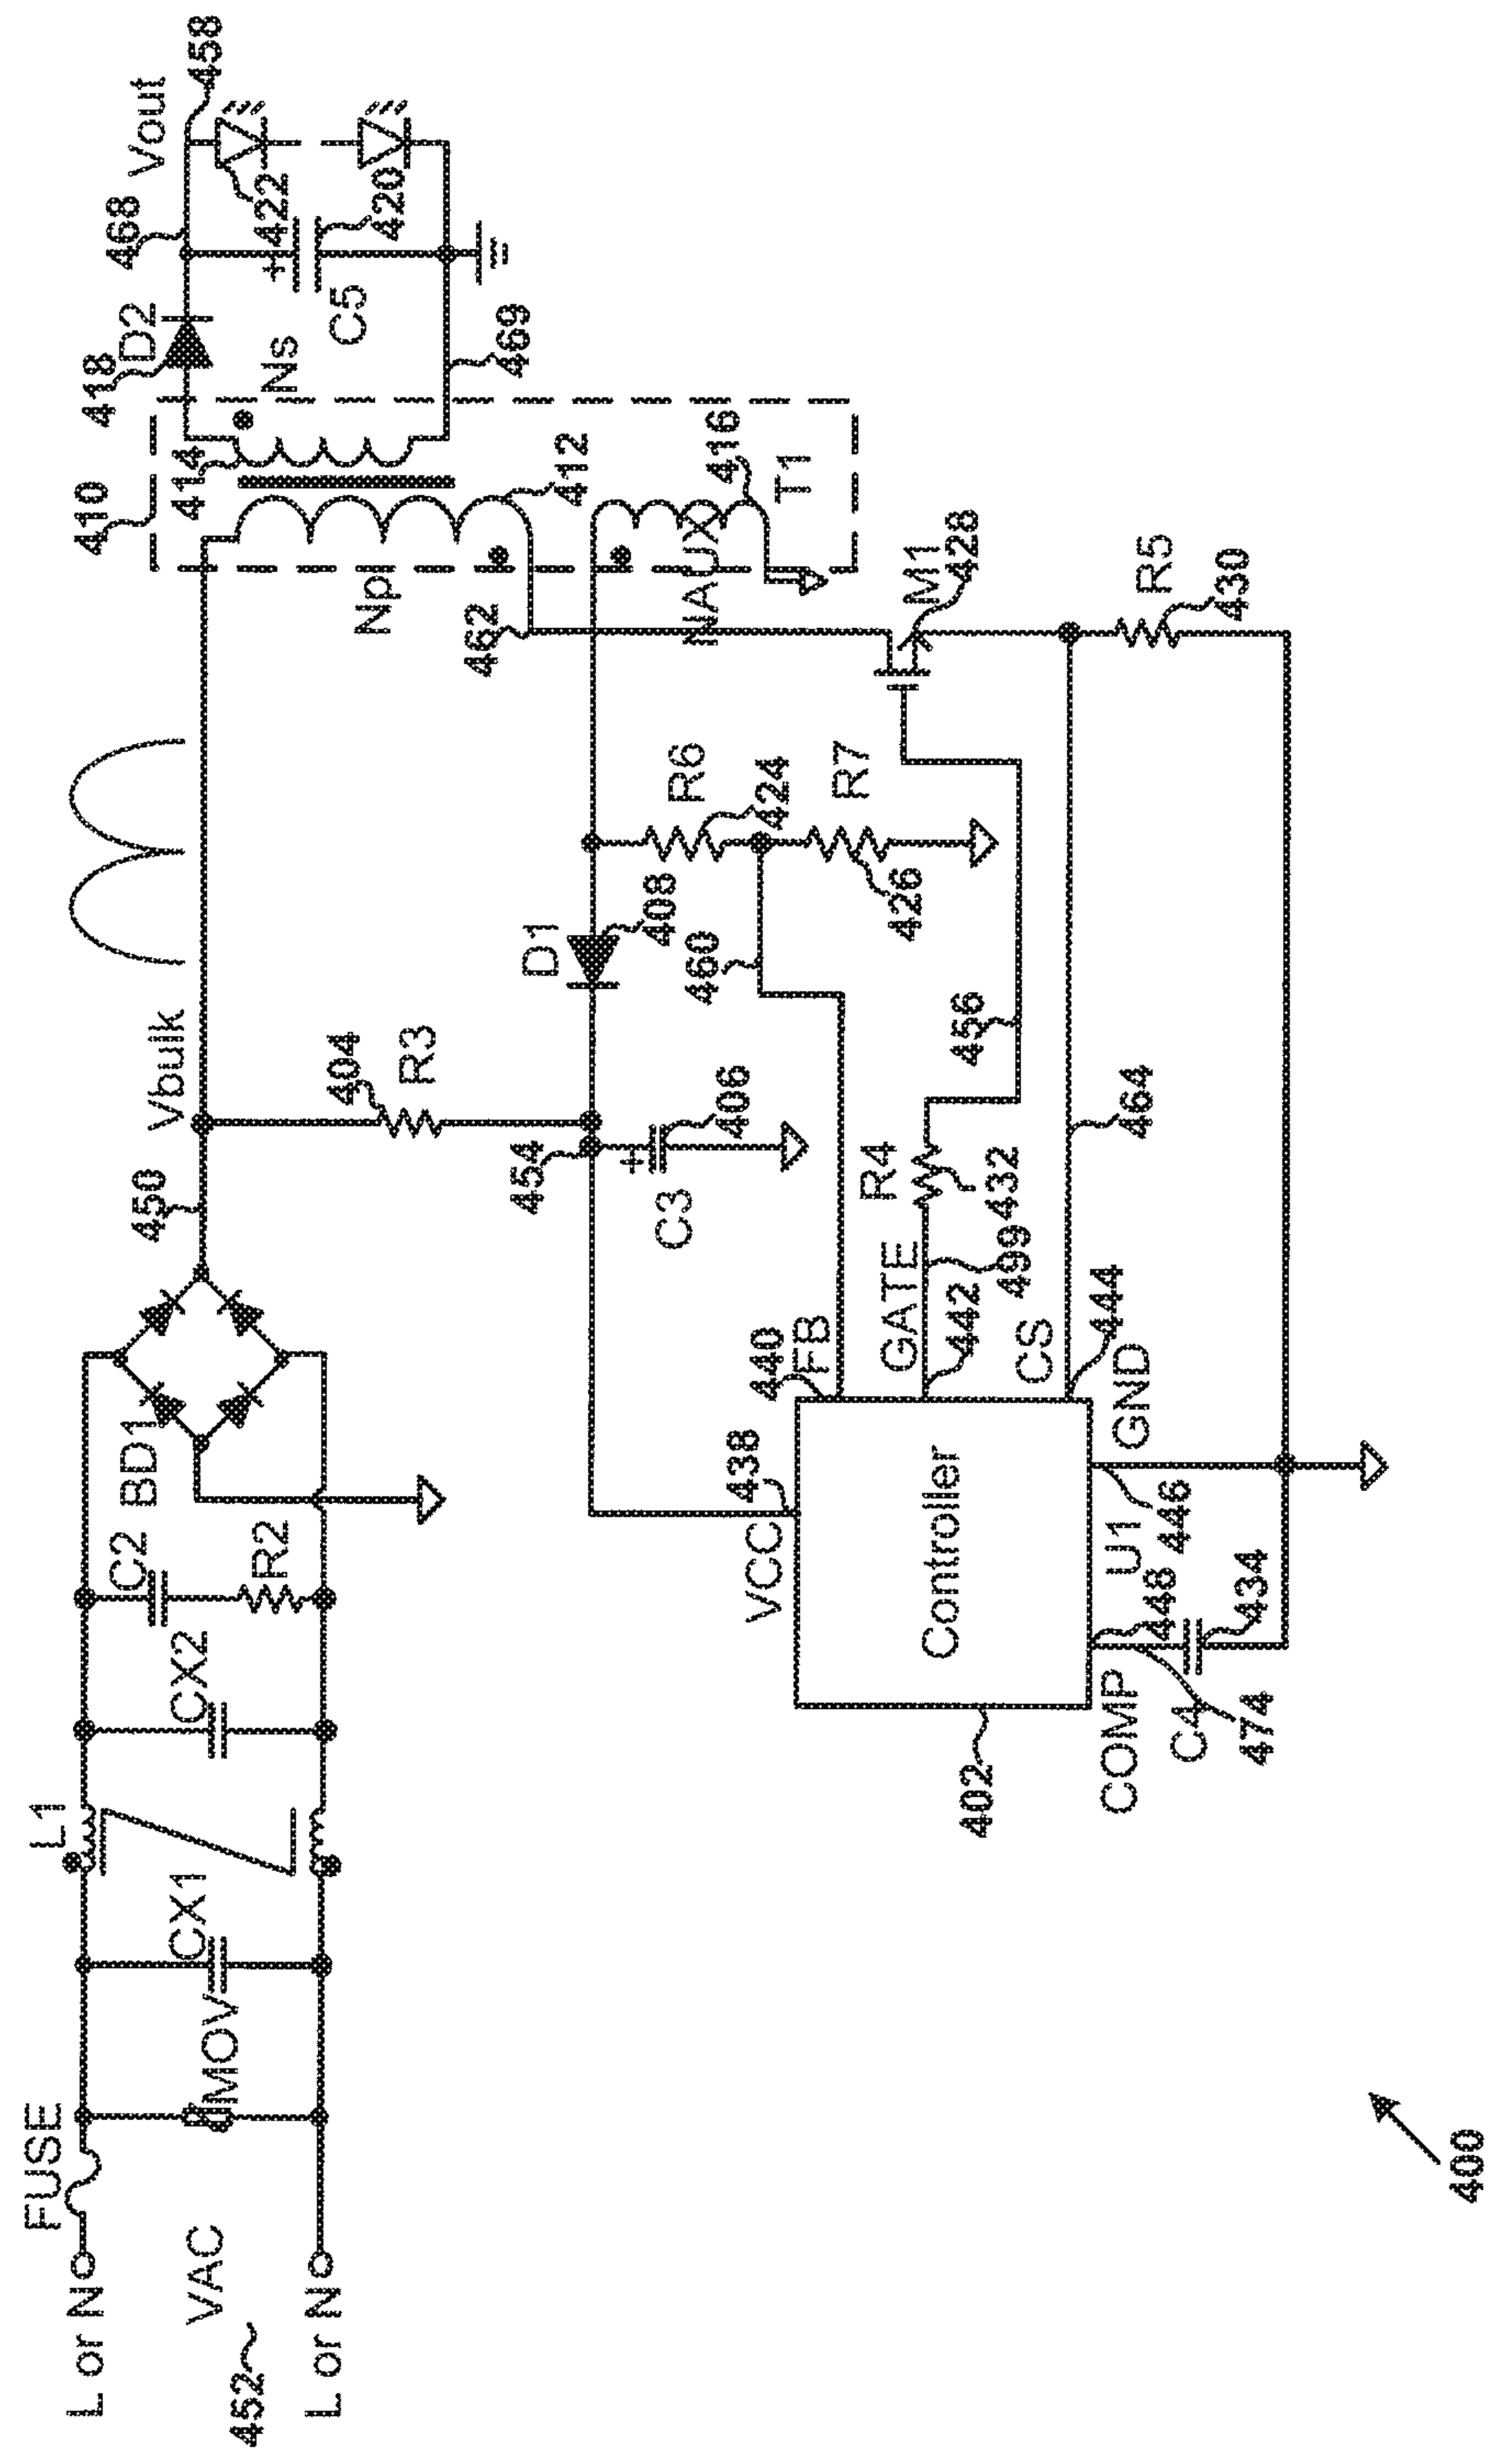 FUSE
L or N
VAC
452
L or N
MOV
CX1
L1
CX2
C2
R2
BD1
450
Vbulk
404
R3
454
C3
406
D1
408
460
R6
424
R7
426
456
464
R4
432
499
VCC
438
440
FB
GATE
442
CS
444
GND
446
U1
448
434
C4
474
COMP
402
Controller
410
414
Np
Ns
412
416
T1
NAUX
462
M1
428
R5
430
418
D2
468
Vout
458
422
420
C5
469
400